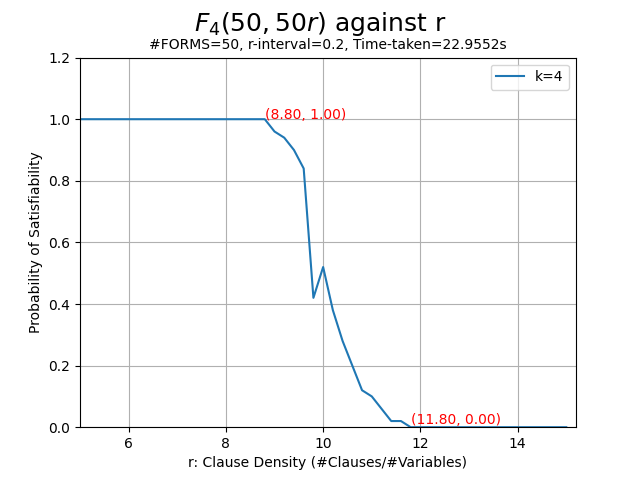 F₄(50, 50r) against r
#FORMS=50, r-interval=0.2, Time-taken=22.9552s
k=4
1.2
1.0
0.8
0.6
0.4
0.2
0.0
Probability of Satisfiability
(8.80, 1.00)
(11.80, 0.00)
6 8 10 12 14
r: Clause Density (#Clauses/#Variables)